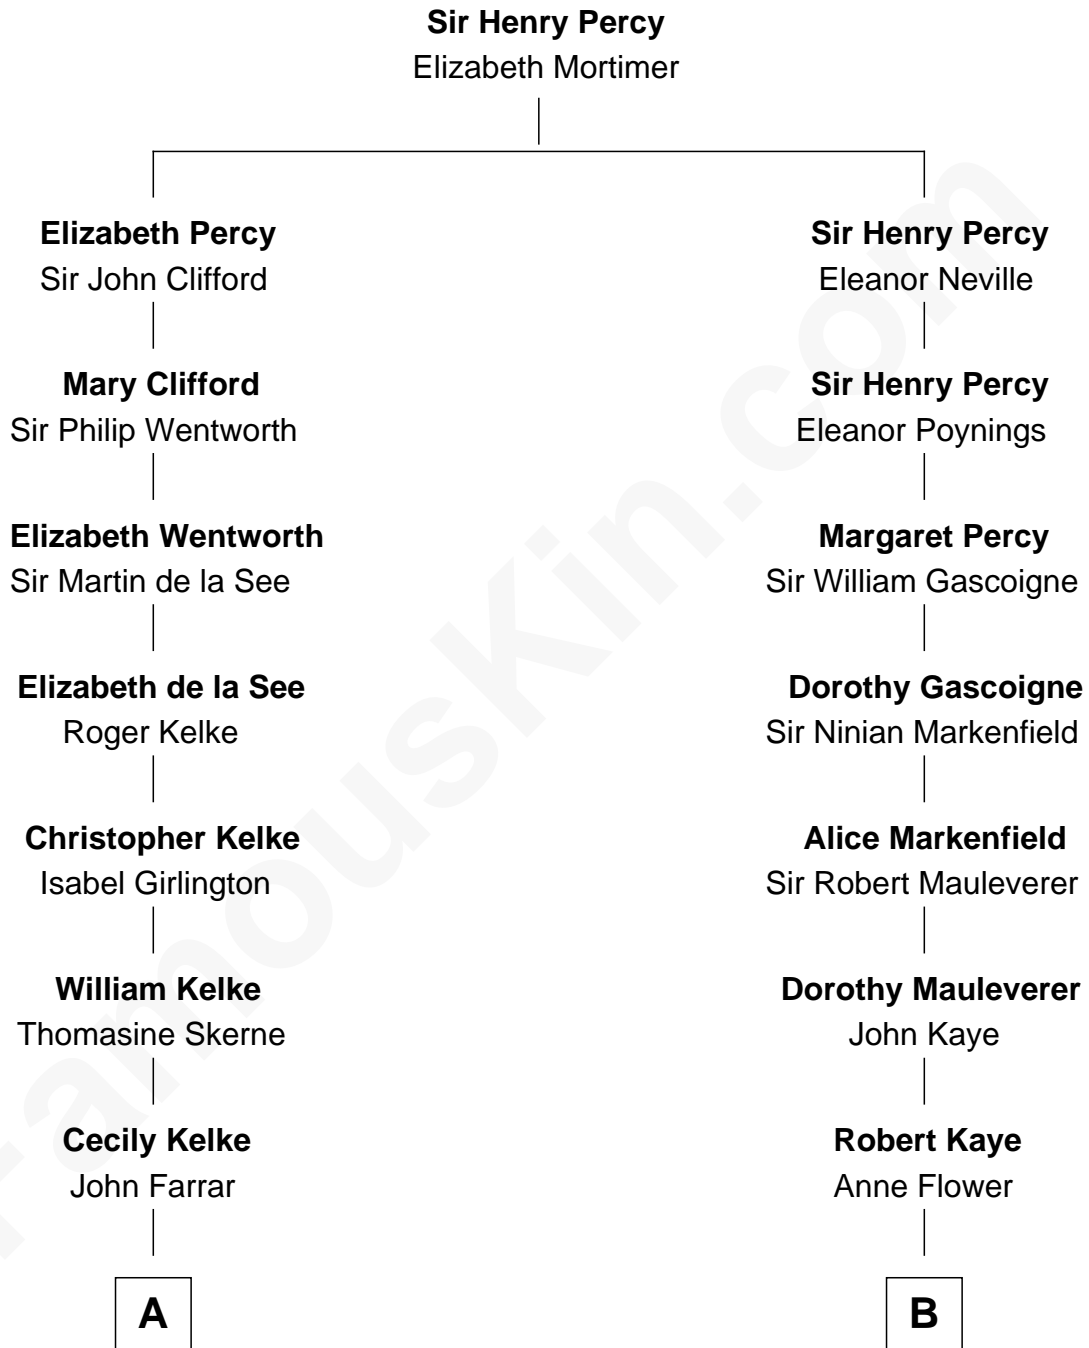 Sir Henry Percy
Elizabeth Mortimer
Elizabeth Percy
Sir John Clifford
Sir Henry Percy
Eleanor Neville
Mary Clifford
Sir Philip Wentworth
Sir Henry Percy
Eleanor Poynings
Elizabeth Wentworth
Sir Martin de la See
Margaret Percy
Sir William Gascoigne
Elizabeth de la See
Roger Kelke
Dorothy Gascoigne
Sir Ninian Markenfield
Christopher Kelke
Isabel Girlington
Alice Markenfield
Sir Robert Mauleverer
William Kelke
Thomasine Skerne
Dorothy Mauleverer
John Kaye
Cecily Kelke
John Farrar
Robert Kaye
Anne Flower
A
B
FamousKin.com